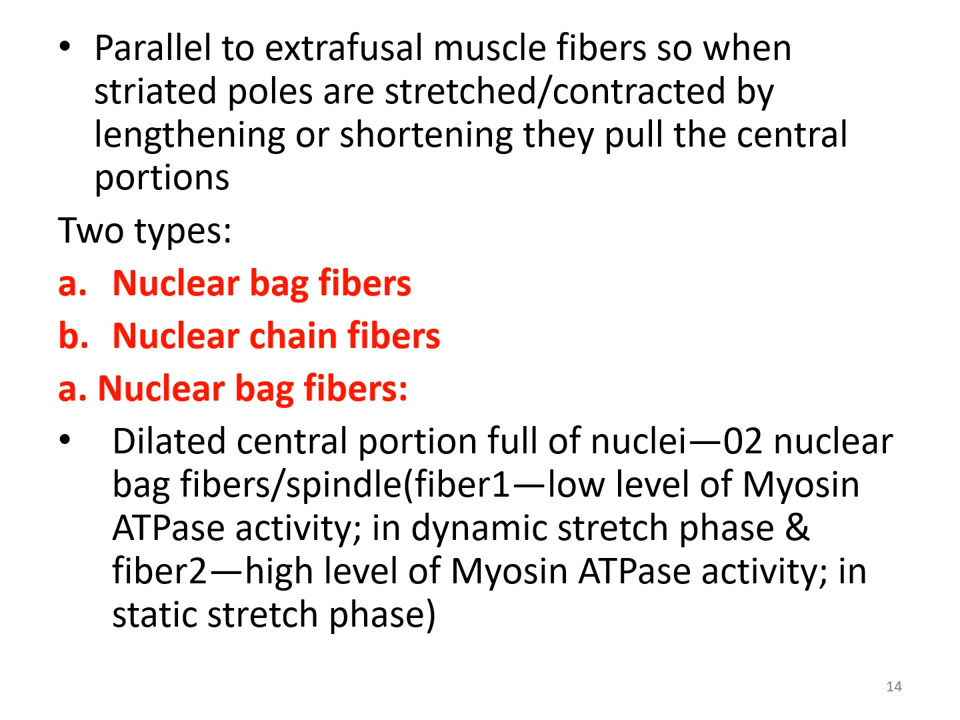 • Parallel to extrafusal muscle fibers so when
striated poles are stretched/contracted by
lengthening or shortening they pull the central
portions
Two types:
a. Nuclear bag fibers
b. Nuclear chain fibers
a. Nuclear bag fibers:
• Dilated central portion full of nuclei—02 nuclear
bag fibers/spindle(fiber1—low level of Myosin
ATPase activity; in dynamic stretch phase &
fiber2—high level of Myosin ATPase activity; in
static stretch phase)
14